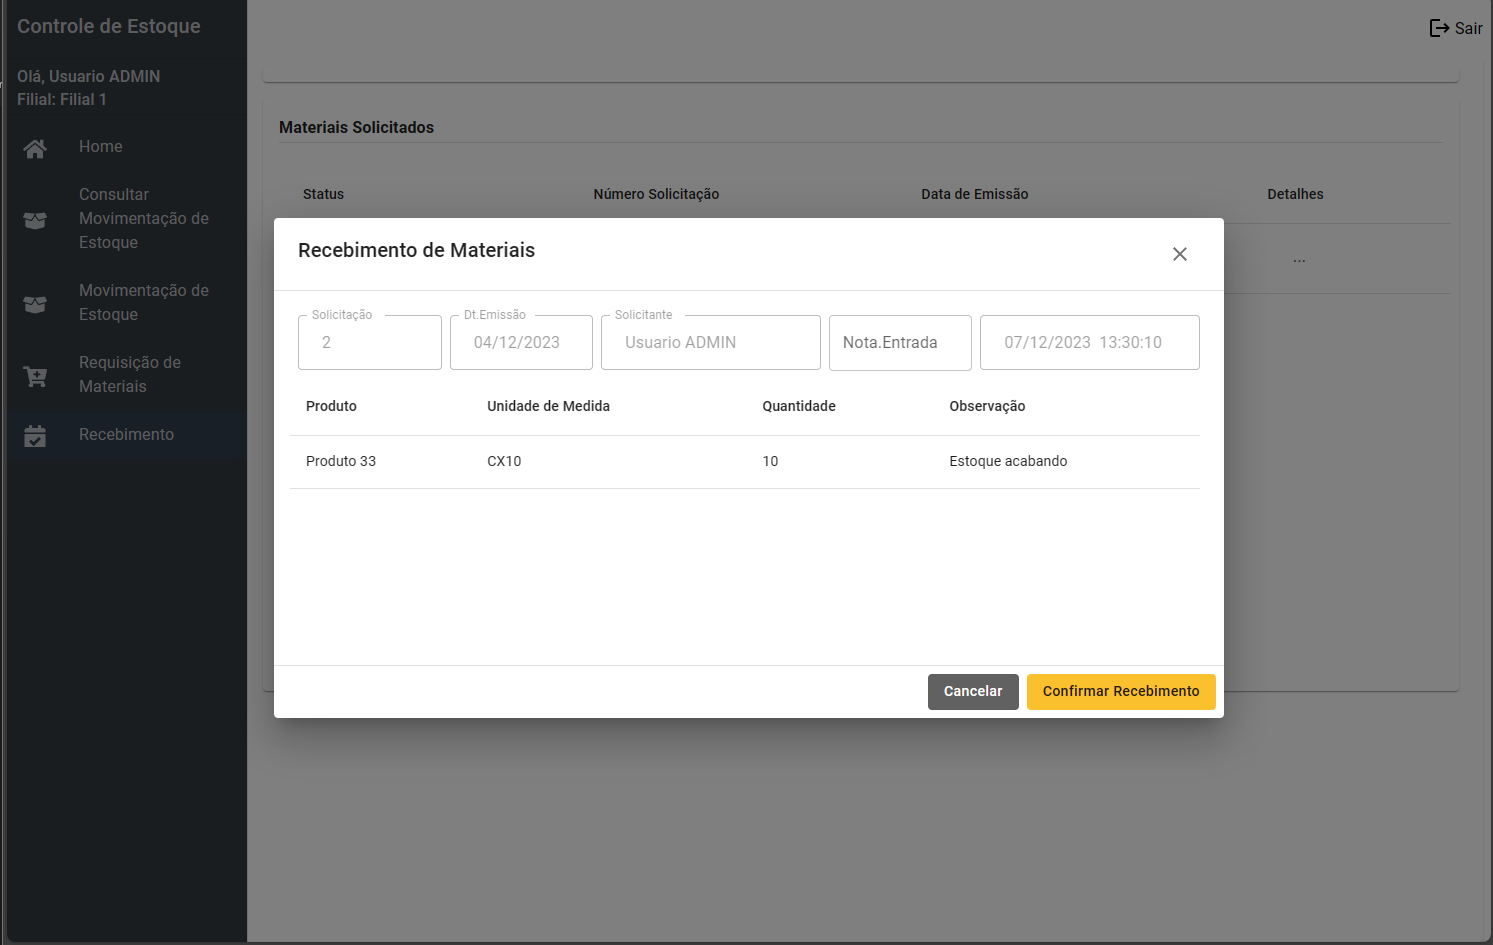 Controle de Estoque
Sair
Olá, Usuario ADMIN
Filial: Filial 1
Home
Consultar
Movimentação de
Estoque
Movimentação de
Estoque
Requisição de
Materiais
Recebimento
Materiais Solicitados
Status Número Solicitação Data de Emissão Detalhes
...
Recebimento de Materiais
Solicitação Dt.Emissão Solicitante
2 04/12/2023 Usuario ADMIN Nota.Entrada 07/12/2023 13:30:10
Produto Unidade de Medida Quantidade Observação
Produto 33 CX10 10 Estoque acabando
Cancelar Confirmar Recebimento